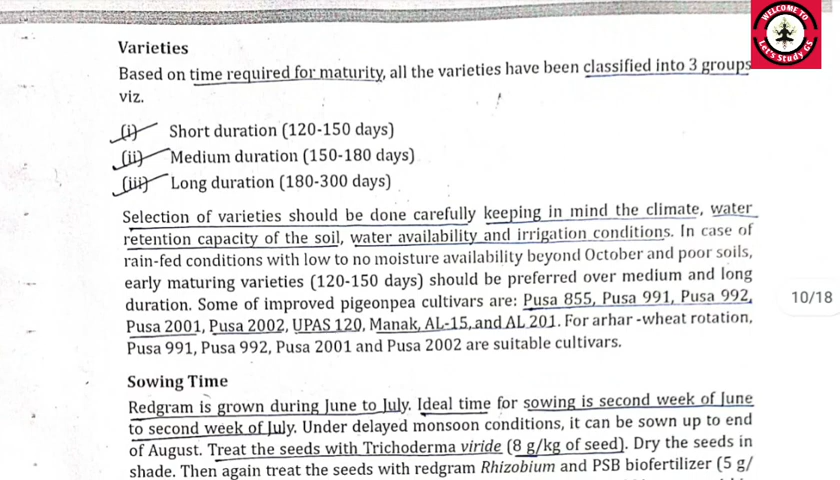 WELCOME TO
Let's Study GS
Varieties
Based on time required for maturity, all the varieties have been classified into 3 groups
viz.
(i) Short duration (120-150 days)
(ii) Medium duration (150-180 days)
(iii) Long duration (180-300 days)
Selection of varieties should be done carefully keeping in mind the climate, water
retention capacity of the soil, water availability and irrigation conditions. In case of
rain-fed conditions with low to no moisture availability beyond October and poor soils,
early maturing varieties (120-150 days) should be preferred over medium and long
duration. Some of improved pigeonpea cultivars are: Pusa 855, Pusa 991, Pusa 992,
Pusa 2001, Pusa 2002, UPAS 120, Manak, AL-15, and AL 201. For arhar -wheat rotation,
Pusa 991, Pusa 992, Pusa 2001 and Pusa 2002 are suitable cultivars.
10/18
Sowing Time
Redgram is grown during June to July. Ideal time for sowing is second week of June
to second week of July. Under delayed monsoon conditions, it can be sown up to end
of August. Treat the seeds with Trichoderma viride (8 g/kg of seed). Dry the seeds in
shade. Then again treat the seeds with redgram Rhizobium and PSB biofertilizer (5 g/